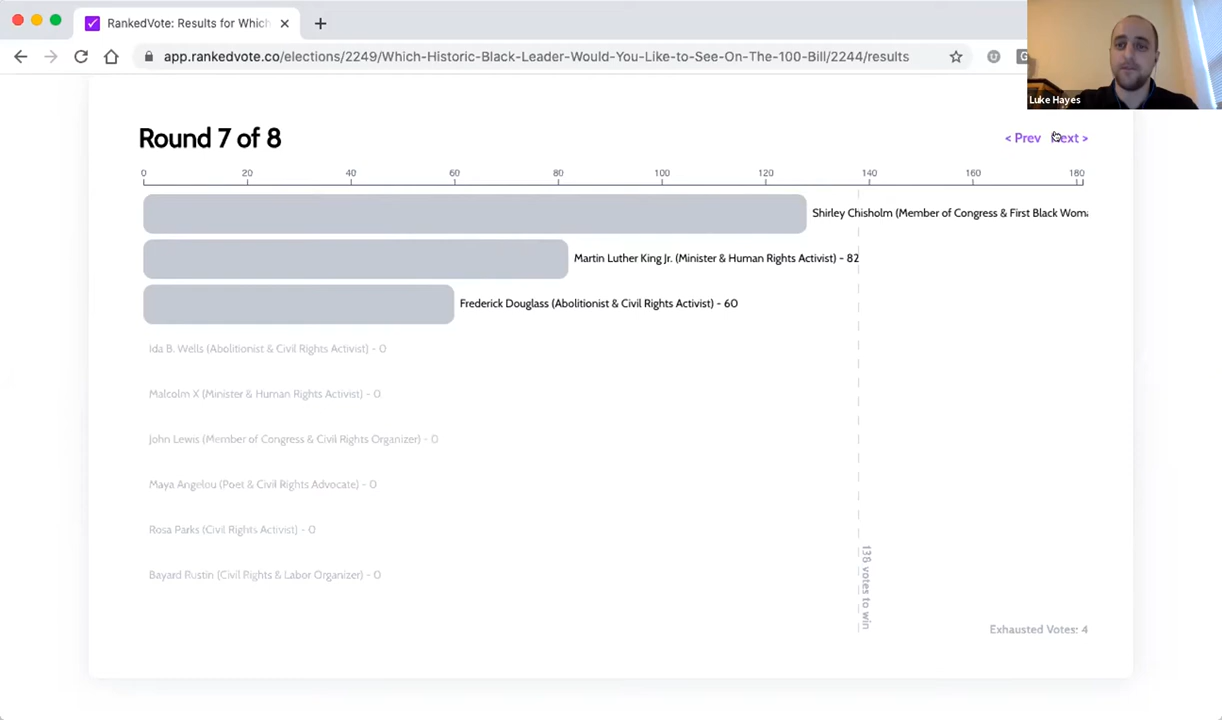 RankedVote: Results for Which
app.rankedvote.co/elections/2249/Which-Historic-Black-Leader-Would-You-Like-to-See-On-The-100-Bill/2244/results
Luke Hayes
Round 7 of 8
< Prev
ext >
0 20 40 60 80 100 120 140 160 180
Shirley Chisholm (Member of Congress & First Black Wom
Martin Luther King Jr. (Minister & Human Rights Activist) - 82
Frederick Douglass (Abolitionist & Civil Rights Activist) - 60
Ida B. Wells (Abolitionist & Civil Rights Activist) - 0
Malcolm X (Minister & Human Rights Activist) - 0
John Lewis (Member of Congress & Civil Rights Organizer) - 0
Maya Angelou (Poet & Civil Rights Advocate) - 0
Rosa Parks (Civil Rights Activist) - 0
Bayard Rustin (Civil Rights & Labor Organizer) - 0
votes to win
Exhausted Votes: 4